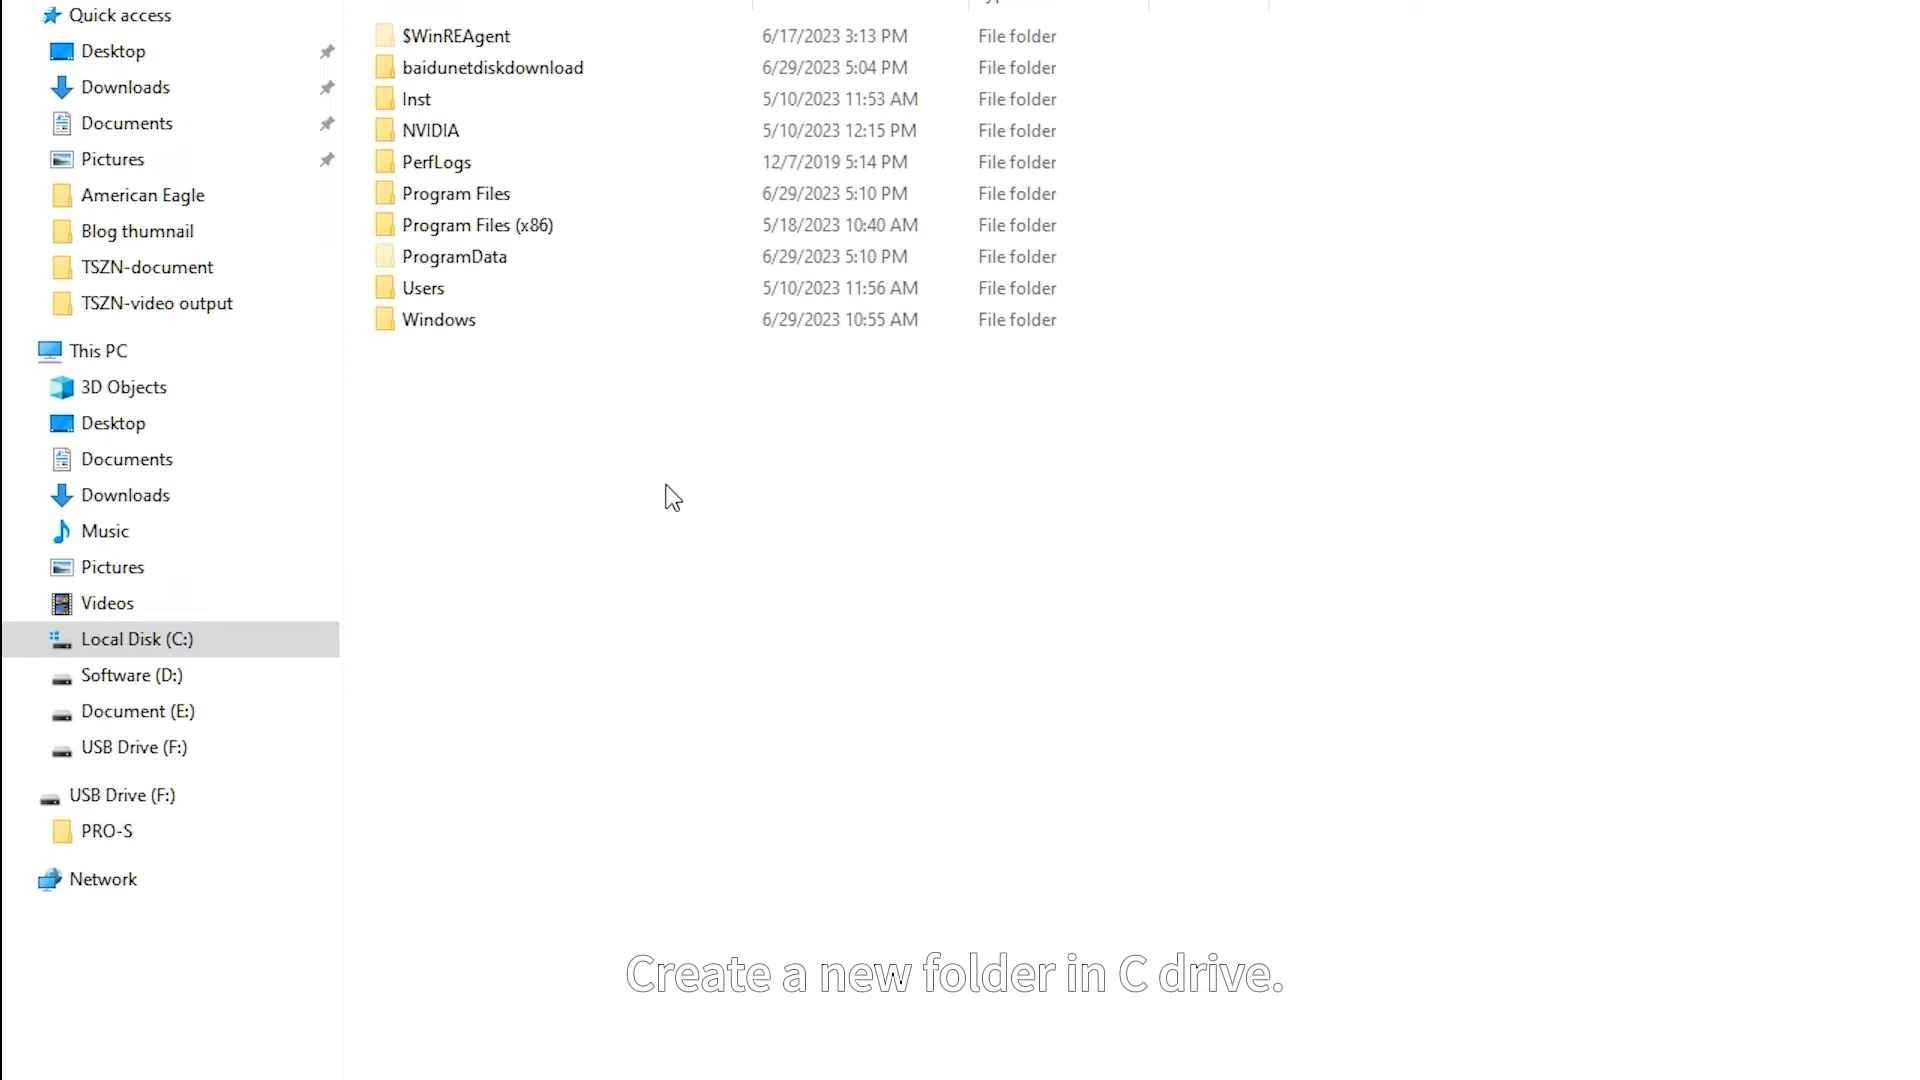 Quick access
Desktop
Downloads
Documents
Pictures
American Eagle
Blog thumnail
TSZN-document
TSZN-video output
This PC
3D Objects
Desktop
Documents
Downloads
Music
Pictures
Videos
Local Disk (C:)
Software (D:)
Document (E:)
USB Drive (F:)
USB Drive (F:)
PRO-S
Network
$WinREAgent 6/17/2023 3:13 PM File folder
baidunetdiskdownload 6/29/2023 5:04 PM File folder
Inst 5/10/2023 11:53 AM File folder
NVIDIA 5/10/2023 12:15 PM File folder
PerfLogs 12/7/2019 5:14 PM File folder
Program Files 6/29/2023 5:10 PM File folder
Program Files (x86) 5/18/2023 10:40 AM File folder
ProgramData 6/29/2023 5:10 PM File folder
Users 5/10/2023 11:56 AM File folder
Windows 6/29/2023 10:55 AM File folder
Create a new folder in C drive.